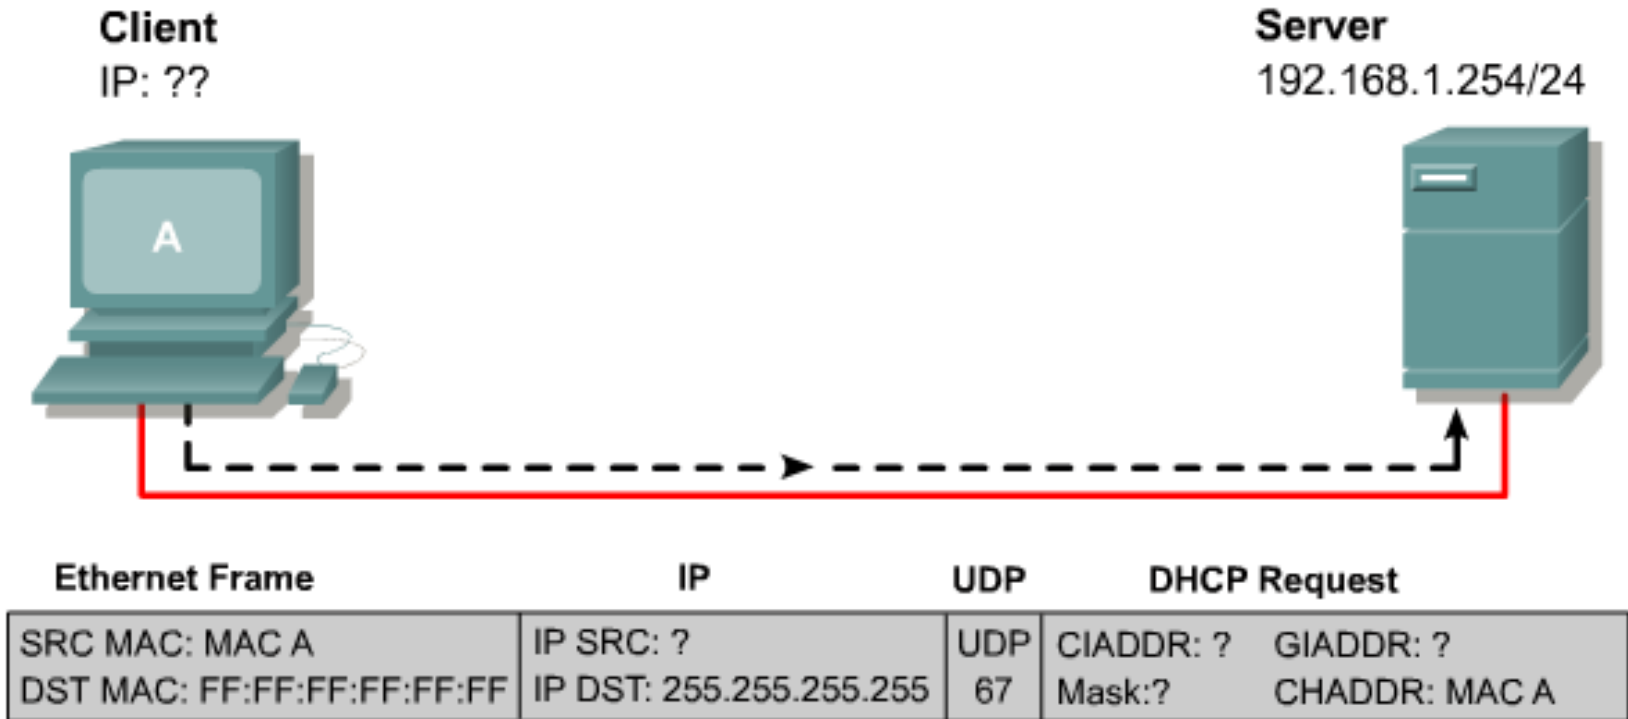 Client
IP: ??
Server
192.168.1.254/24
A
Ethernet Frame
IP
UDP
DHCP Request
SRC MAC: MAC A
DST MAC: FF:FF:FF:FF:FF:FF
IP SRC: ?
IP DST: 255.255.255.255
UDP
67
CIADDR: ? GIADDR: ?
Mask:? CHADDR: MAC A